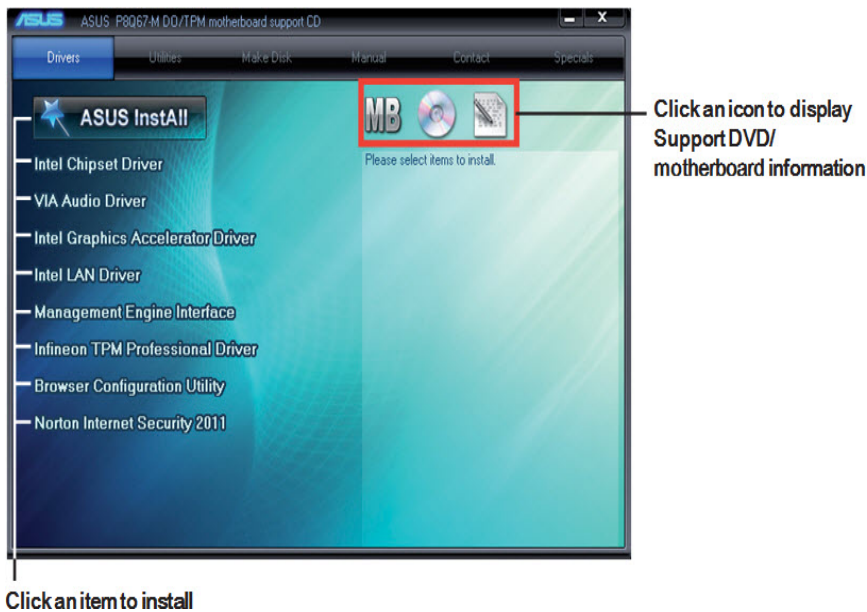 ASUS ASUS P8Q67-M DO/TPM motherboard support CD
Drivers Utilities Make Disk Manual Contact Specials
ASUS InstAll
MB
Please select items to install.
Intel Chipset Driver
VIA Audio Driver
Intel Graphics Accelerator Driver
Intel LAN Driver
Management Engine Interface
Infineon TPM Professional Driver
Browser Configuration Utility
Norton Internet Security 2011
Click an icon to display
Support DVD/
motherboard information
Click an item to install